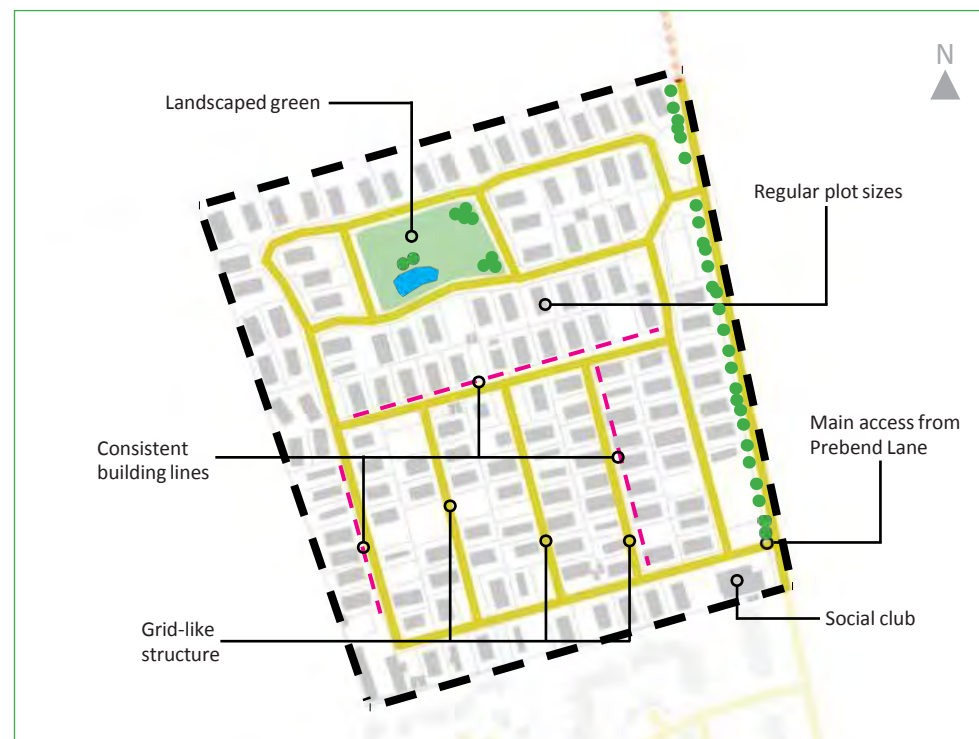 N
Landscaped green
Regular plot sizes
Main access from
Prebend Lane
Consistent
building lines
Social club
Grid-like
structure